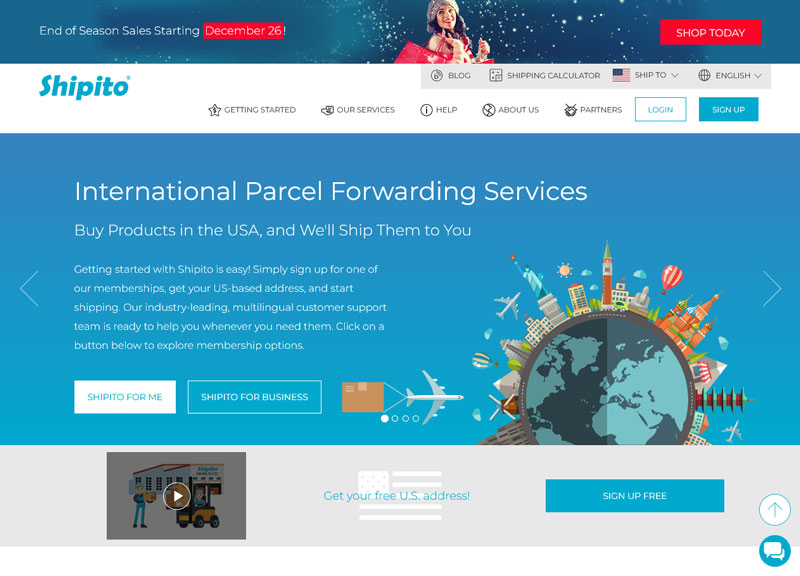 End of Season Sales Starting December 26!
SHOP TODAY
Shipito®
BLOG
SHIPPING CALCULATOR
SHIP TO
ENGLISH
GETTING STARTED
OUR SERVICES
HELP
ABOUT US
PARTNERS
LOGIN
SIGN UP
International Parcel Forwarding Services
Buy Products in the USA, and We'll Ship Them to You
Getting started with Shipito is easy! Simply sign up for one of
our memberships, get your US-based address, and start
shipping. Our industry-leading, multilingual customer support
team is ready to help you whenever you need them. Click on a
button below to explore membership options.
SHIPITO FOR ME
SHIPITO FOR BUSINESS
Shipito
Get your free U.S. address!
SIGN UP FREE